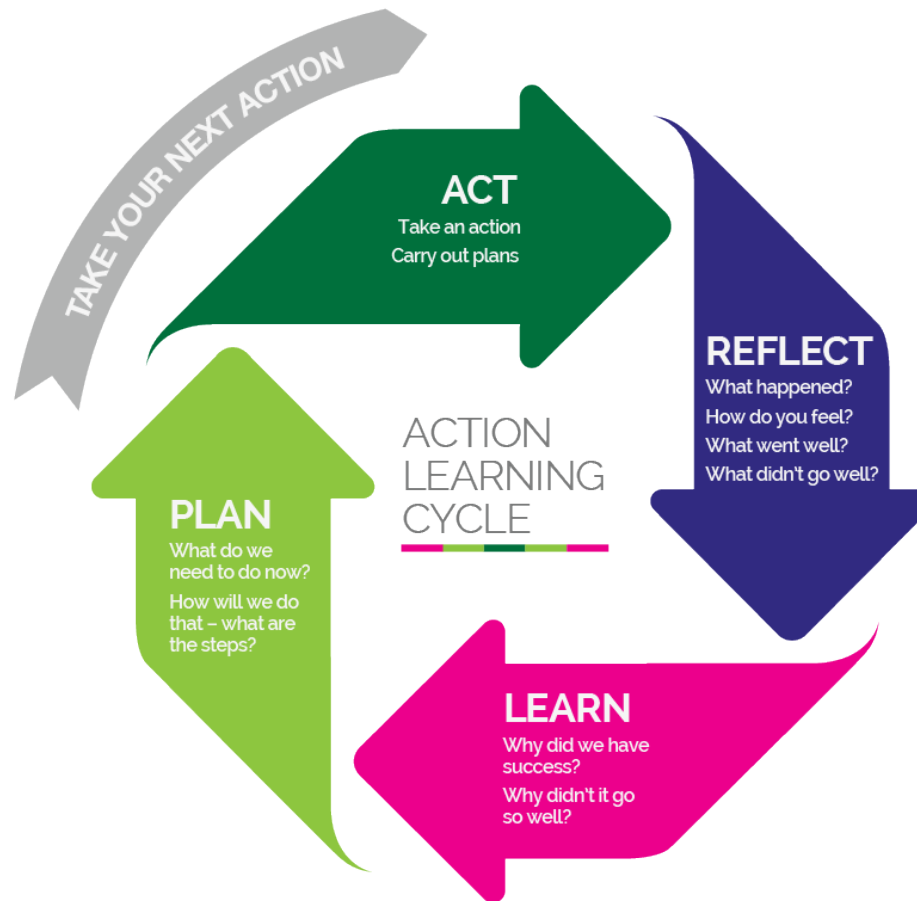 TAKE YOUR NEXT ACTION
ACT
Take an action
Carry out plans
REFLECT
What happened?
How do you feel?
What went well?
What didn't go well?
ACTION
LEARNING
CYCLE
PLAN
What do we
need to do now?
How will we do
that – what are
the steps?
LEARN
Why did we have
success?
Why didn't it go
so well?